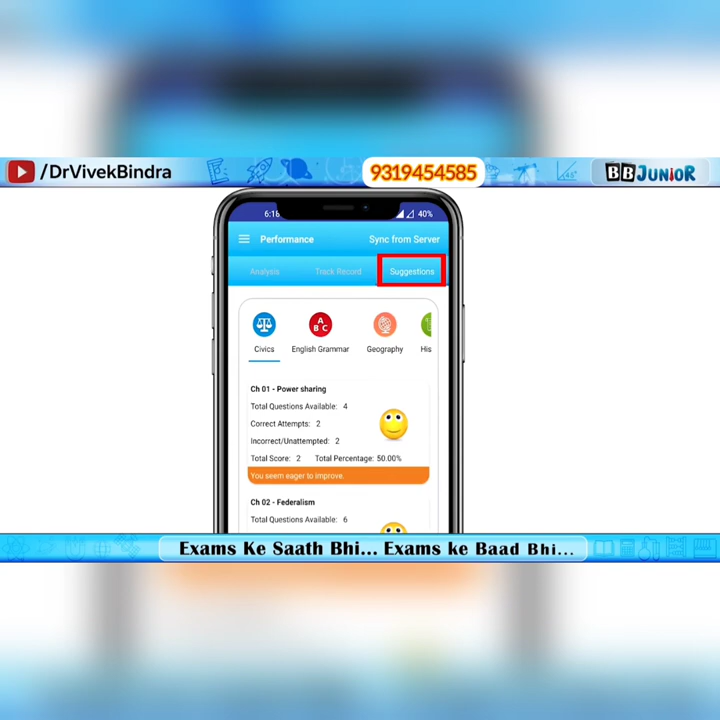 /DrVivekBindra
9319454585
BBJUNIOR
6:18
40%
Performance
Sync from Server
Analysis
Track Record
Suggestions
A
B C
Civics
English Grammar
Geography
His
Ch 01 - Power sharing
Total Questions Available: 4
Correct Attempts: 2
Incorrect/Unattempted: 2
Total Score: 2 Total Percentage: 50.00%
You seem eager to improve.
Ch 02 - Federalism
Total Questions Available: 6
Exams Ke Saath Bhi... Exams ke Baad Bhi...